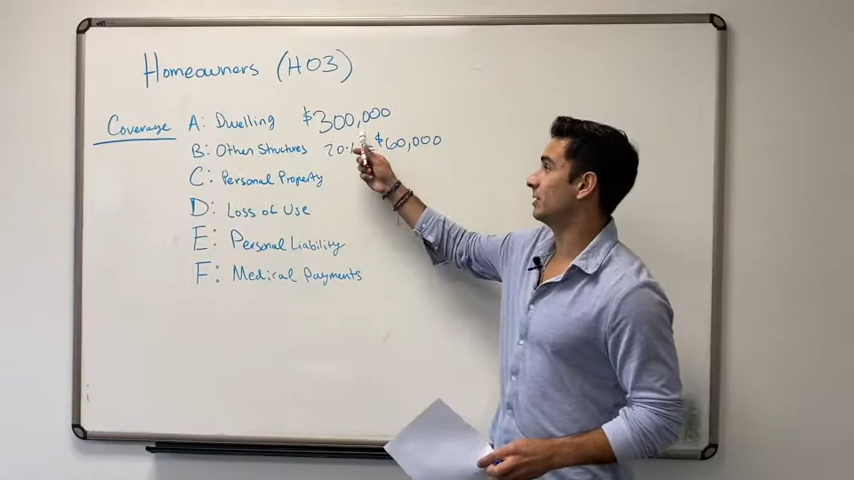 Homeowners (HO3)
Coverage A: Dwelling $300,000
B: Other Structures 20% $60,000
C: Personal Property
D: Loss of Use
E: Personal Liability
F: Medical Payments